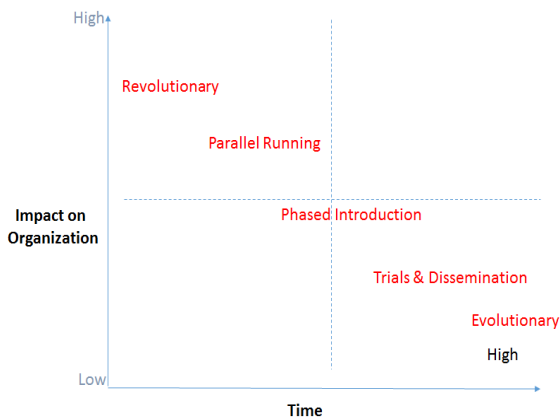 High
Revolutionary
Parallel Running
Impact on
Organization
Phased Introduction
Trials & Dissemination
Evolutionary
High
Low
Time